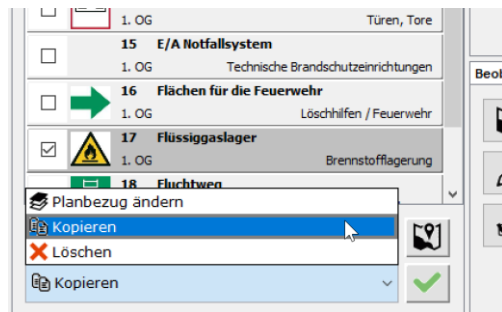 1. OG Türen, Tore
15 E/A Notfallsystem
1. OG Technische Brandschutzeinrichtungen
16 Flächen für die Feuerwehr
1. OG Löschhilfen / Feuerwehr
17 Flüssiggaslager
1. OG Brennstofflagerung
18 Fluchtweg
Planbezug ändern
Kopieren
Löschen
Kopieren